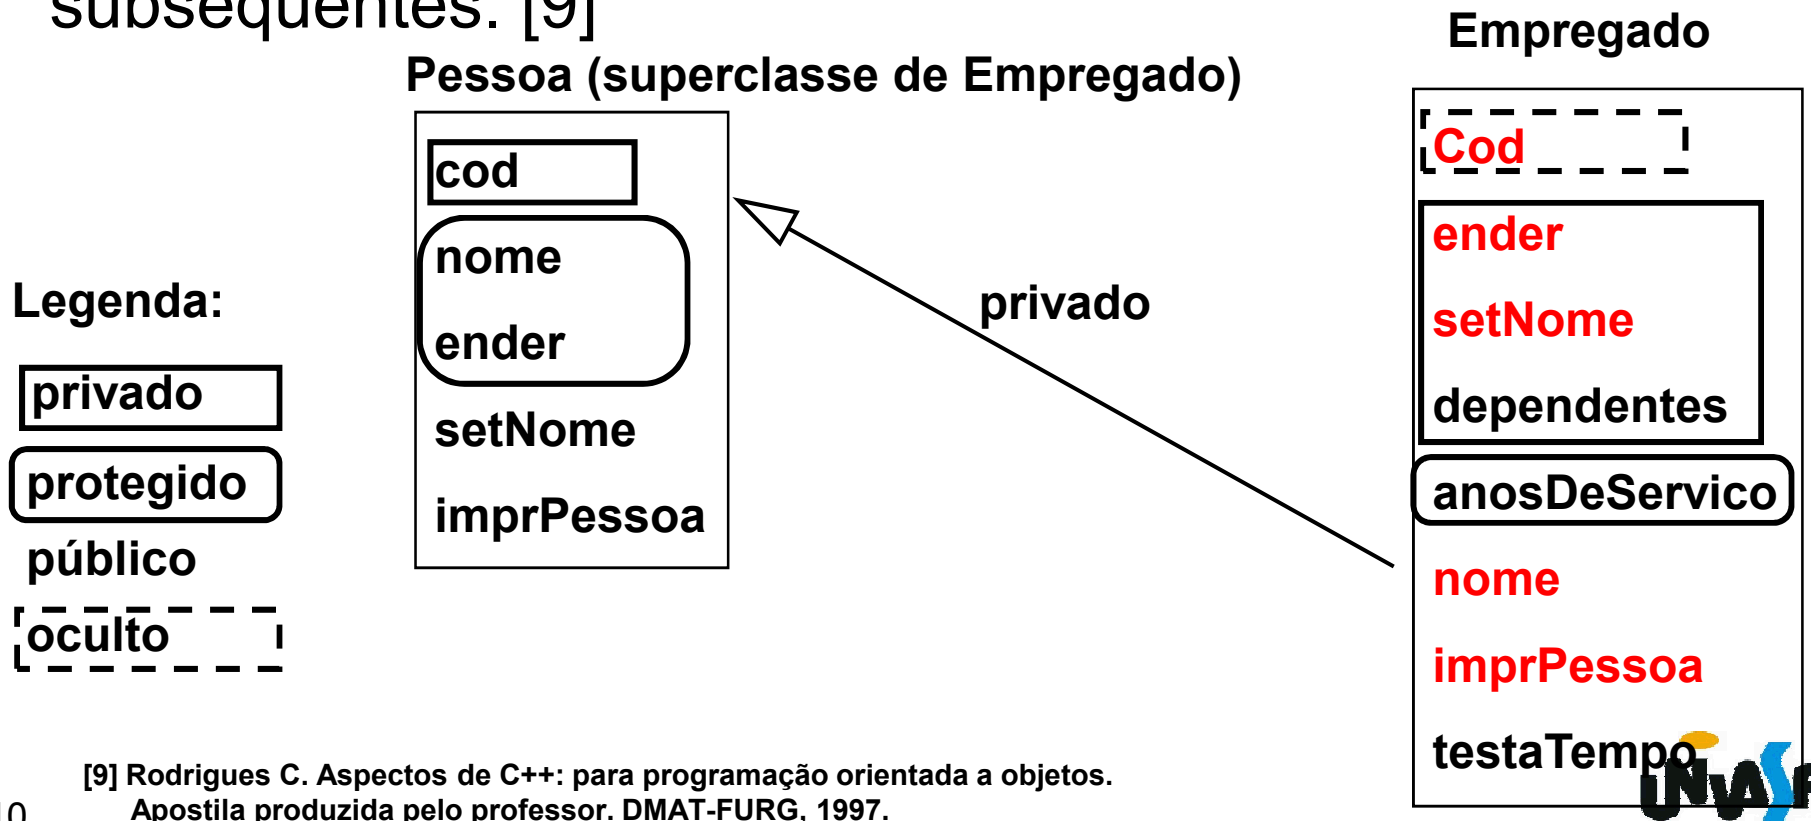 subsequentes. [9]
Pessoa (superclasse de Empregado)
cod
nome
ender
setNome
imprPessoa
Legenda:
privado
protegido
público
oculto
privado
Empregado
Cod
ender
setNome
dependentes
anosDeServico
nome
imprPessoa
testaTempo
[9] Rodrigues C. Aspectos de C++: para programação orientada a objetos.
Apostila produzida pelo professor. DMAT-FURG, 1997.